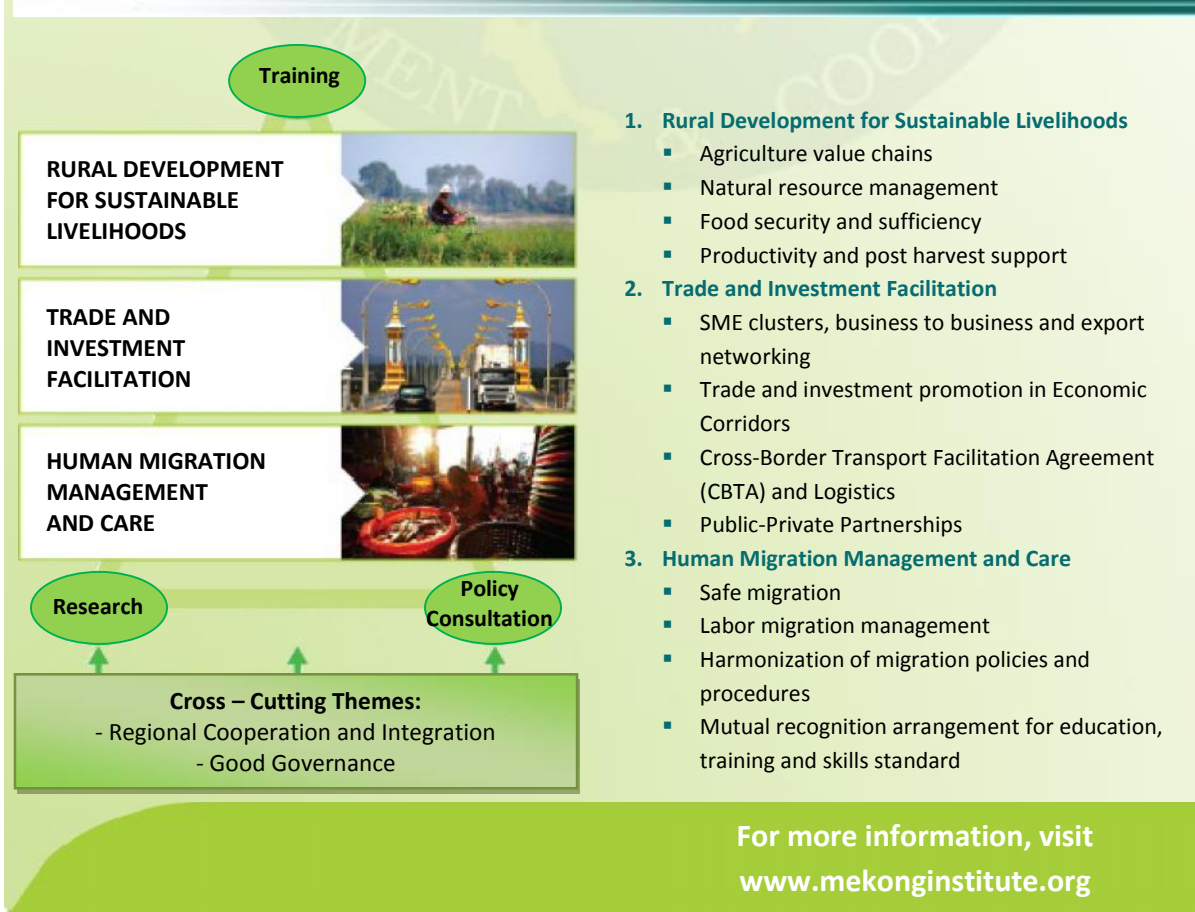 Training
RURAL DEVELOPMENT
FOR SUSTAINABLE
LIVELIHOODS
TRADE AND
INVESTMENT
FACILITATION
HUMAN MIGRATION
MANAGEMENT
AND CARE
Research
Policy
Consultation
Cross – Cutting Themes:
- Regional Cooperation and Integration
- Good Governance
MENT & COOP
1. Rural Development for Sustainable Livelihoods
▪ Agriculture value chains
▪ Natural resource management
▪ Food security and sufficiency
▪ Productivity and post harvest support
2. Trade and Investment Facilitation
▪ SME clusters, business to business and export
networking
▪ Trade and investment promotion in Economic
Corridors
▪ Cross-Border Transport Facilitation Agreement
(CBTA) and Logistics
▪ Public-Private Partnerships
3. Human Migration Management and Care
▪ Safe migration
▪ Labor migration management
▪ Harmonization of migration policies and
procedures
▪ Mutual recognition arrangement for education,
training and skills standard
For more information, visit
www.mekonginstitute.org